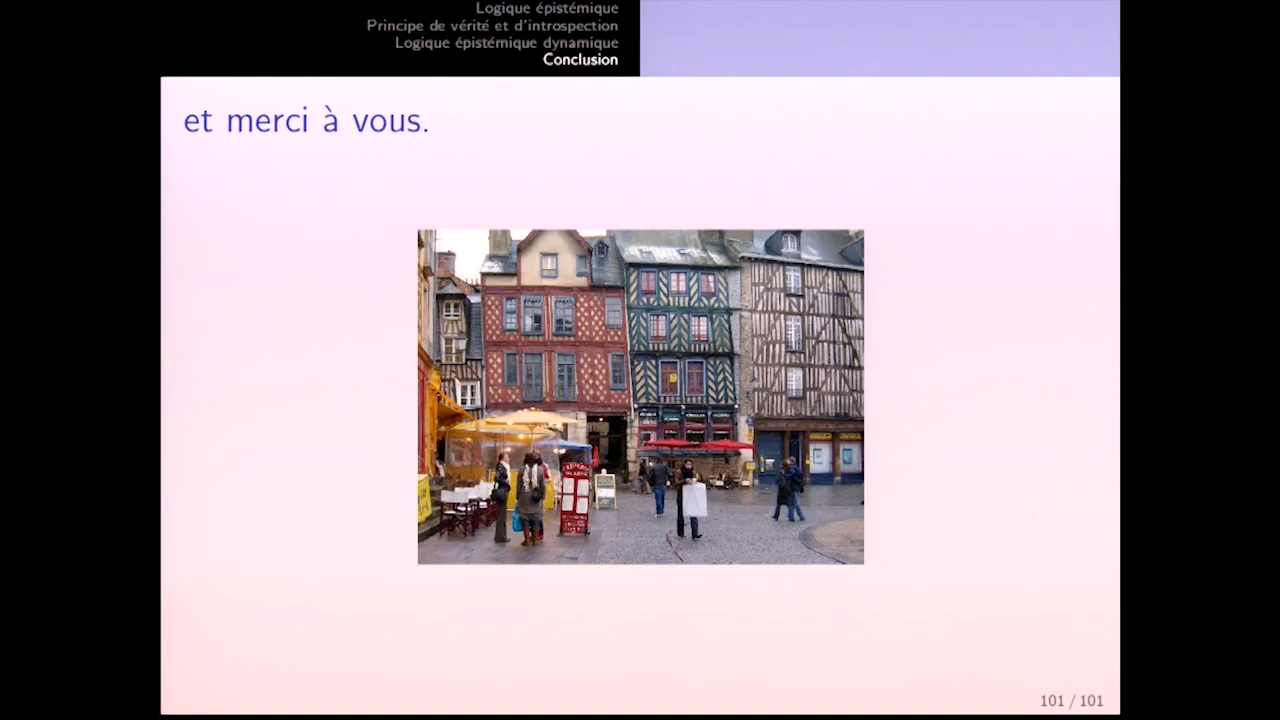 Logique épistémique
Principe de vérité et d'introspection
Logique épistémique dynamique
Conclusion
et merci à vous.
101 / 101